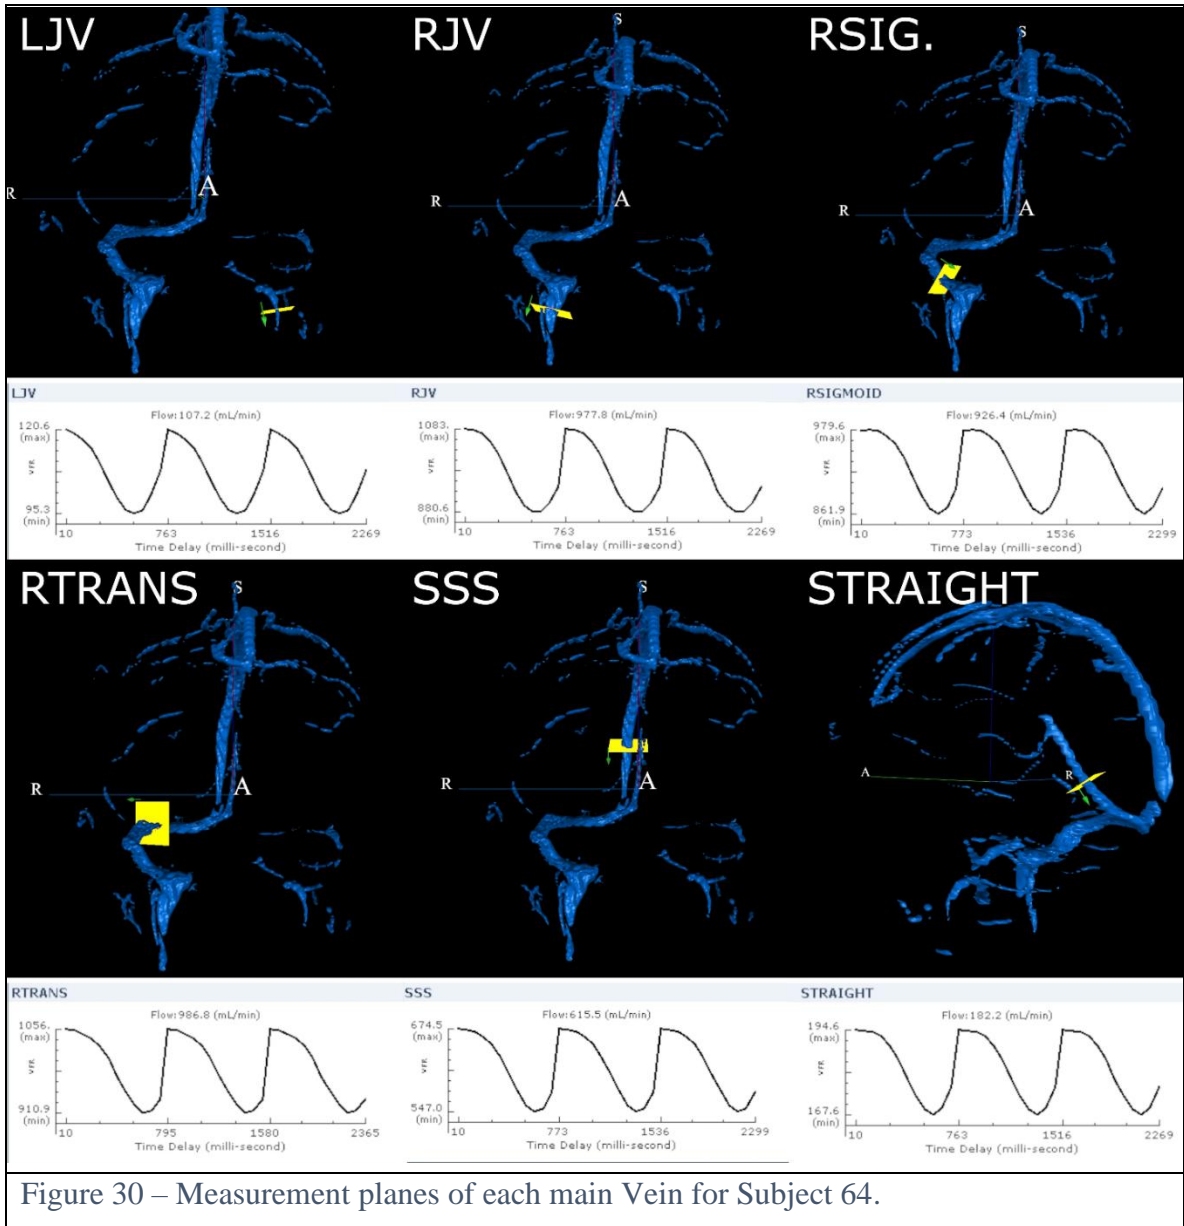 LJV
RJV
S
RSIG.
S
R
A
R
A
R
A
LJV
Flow:107.2 (mL/min)
120.6
(max)
VFR
95.3
(min)
10 763 1516 2269
Time Delay (milli-second)
RJV
Flow:977.8 (mL/min)
1083.
(max)
VFR
880.6
(min)
10 763 1516 2269
Time Delay (milli-second)
RSIGMOID
Flow:926.4 (mL/min)
979.6
(max)
VFR
861.9
(min)
10 773 1536 2299
Time Delay (milli-second)
RTRANS
S
SSS
S
STRAIGHT
R
A
R
A
A
R
RTRANS
Flow:986.8 (mL/min)
1056.
(max)
VFR
910.9
(min)
10 795 1580 2365
Time Delay (milli-second)
SSS
Flow:615.5 (mL/min)
674.5
(max)
VFR
547.0
(min)
10 773 1536 2299
Time Delay (milli-second)
STRAIGHT
Flow:182.2 (mL/min)
194.6
(max)
VFR
167.6
(min)
10 763 1516 2269
Time Delay (milli-second)
Figure 30 – Measurement planes of each main Vein for Subject 64.